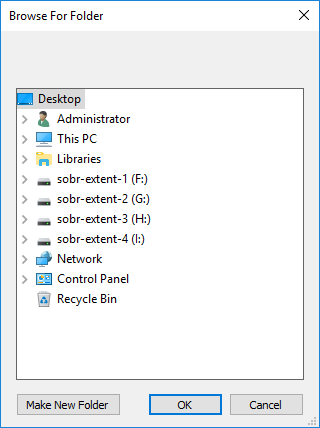 Browse For Folder
Desktop
Administrator
This PC
Libraries
sobr-extent-1 (F:)
sobr-extent-2 (G:)
sobr-extent-3 (H:)
sobr-extent-4 (I:)
Network
Control Panel
Recycle Bin
Make New Folder OK Cancel